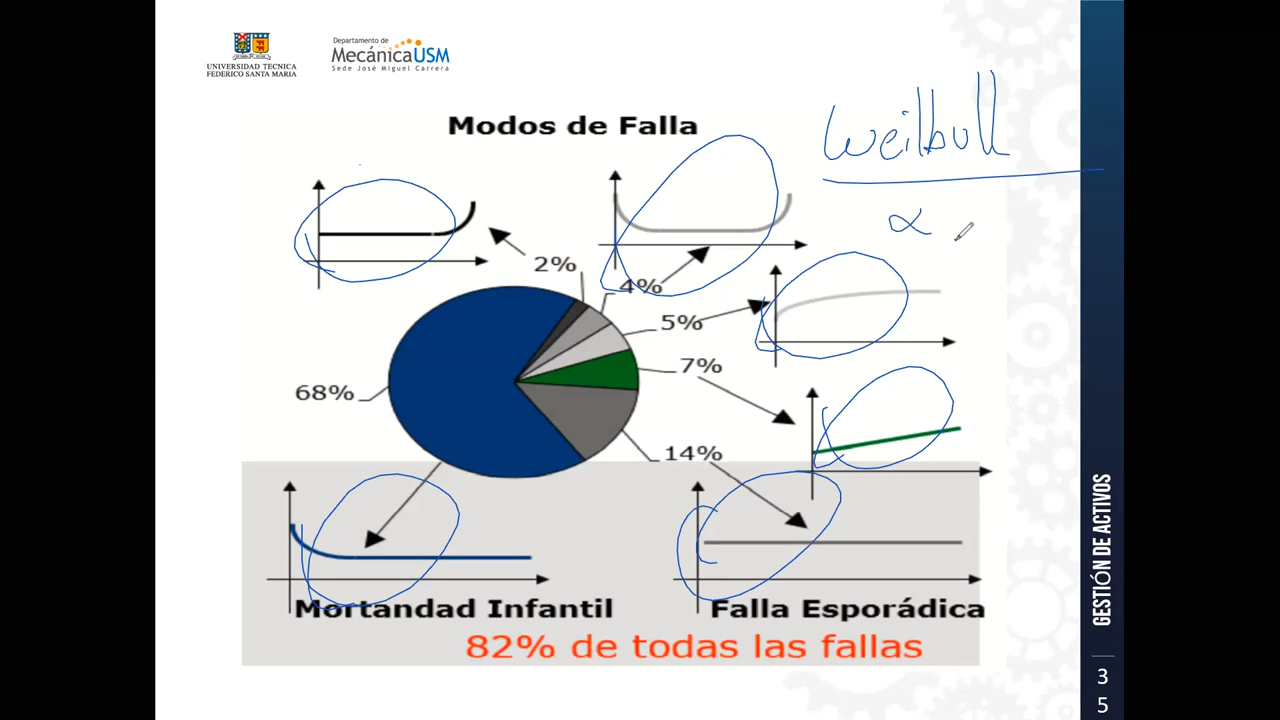 UNIVERSIDAD TECNICA
FEDERICO SANTA MARIA
Departamento de
MecánicaUSM
Sede José Miguel Carrera
Modos de Falla
Weilbull
α
2%
4%
5%
7%
68%
14%
Mortandad Infantil
Falla Esporádica
82% de todas las fallas
GESTIÓN DE ACTIVOS
3
5